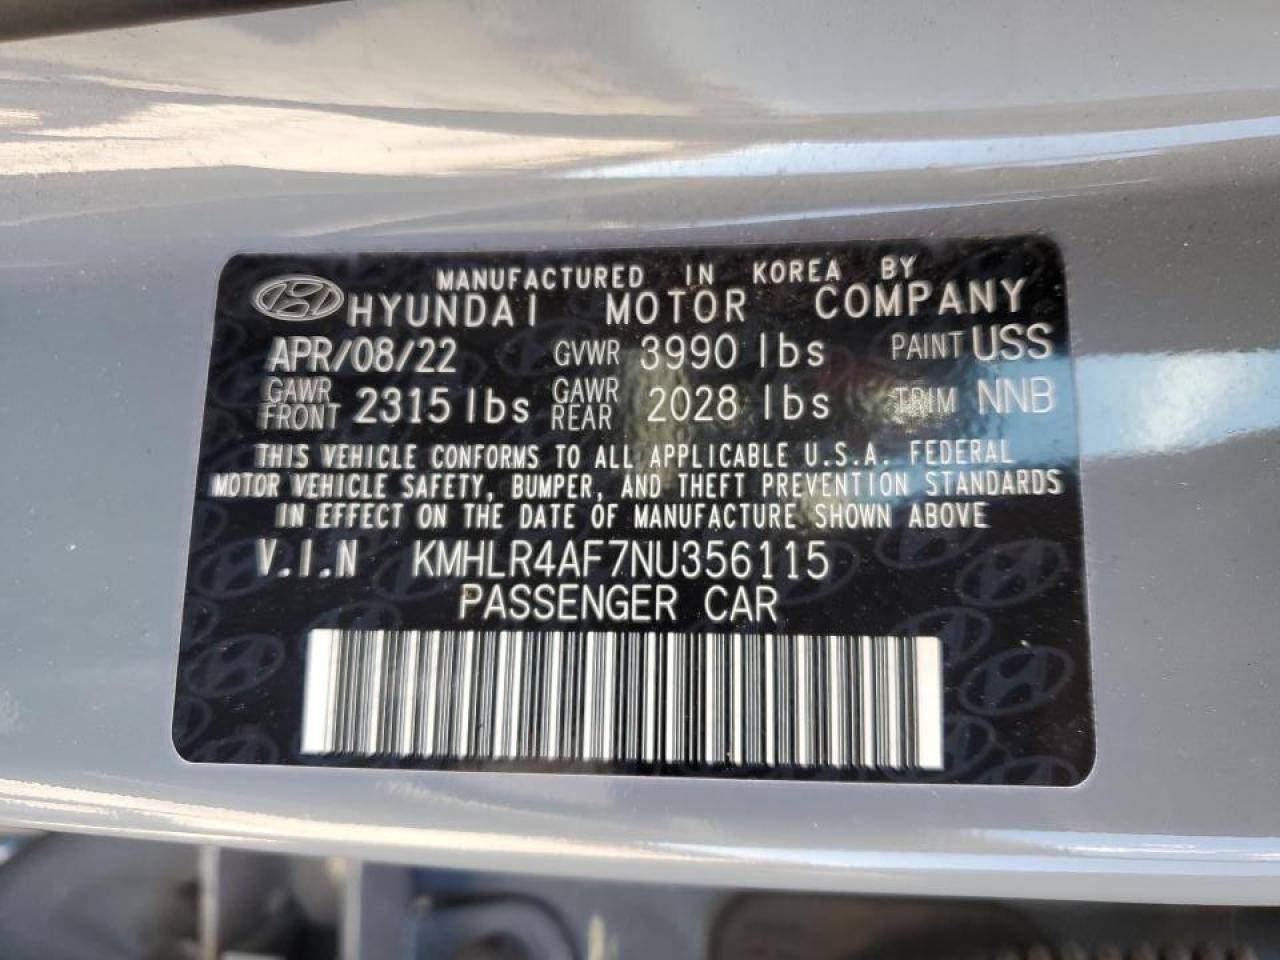 MANUFACTURED IN KOREA BY
HYUNDAI MOTOR COMPANY
APR/08/22 GVWR 3990 lbs PAINT USS
GAWR FRONT 2315 lbs GAWR REAR 2028 lbs TRIM NNB
THIS VEHICLE CONFORMS TO ALL APPLICABLE U.S.A. FEDERAL
MOTOR VEHICLE SAFETY, BUMPER, AND THEFT PREVENTION STANDARDS
IN EFFECT ON THE DATE OF MANUFACTURE SHOWN ABOVE
V.I.N KMHLR4AF7NU356115
PASSENGER CAR